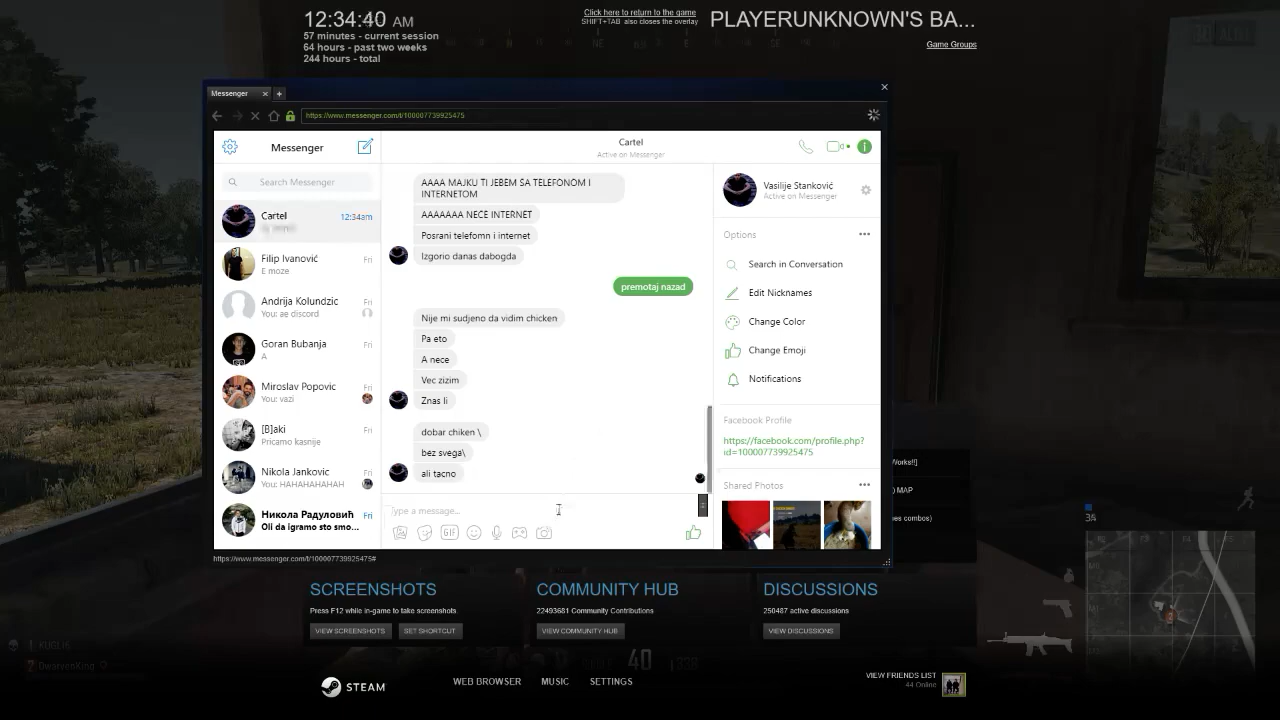 12:34:40 AM
57 minutes - current session
64 hours - past two weeks
244 hours - total
Click here to return to the game
SHIFT+TAB also closes the overlay
PLAYERUNKNOWN'S BA...
Game Groups
Messenger
https://www.messenger.com/t/100007739925475
Messenger
Search Messenger
Cartel
12:34am
Filip Ivanović
Fri
E moze
Andrija Kolundzic
Fri
You: ae discord
Goran Bubanja
Fri
A
Miroslav Popovic
Fri
You: vazi
[B]aki
Fri
Pricamo kasnije
Nikola Jankovic
Fri
You: HAHAHAHAHAH
Никола Радуловић
Fri
Oli da igramo sto smo...
Cartel
Active on Messenger
AAAA MAJKU TI JEBEM SA TELEFONOM I
INTERNETOM
AAAAAAA NECE INTERNET
Posrani telefomn i internet
Izgorio danas dabogda
premotaj nazad
Nije mi sudjeno da vidim chicken
Pa eto
A nece
Vec zizim
Znas li
dobar chiken \
bez svega\
ali tacno
Type a message...
GIF
Vasilije Stanković
Active on Messenger
Options
Search in Conversation
Edit Nicknames
Change Color
Change Emoji
Notifications
Facebook Profile
https://facebook.com/profile.php?
id=100007739925475
Shared Photos
https://www.messenger.com/t/100007739925475#
Works!!]
) MAP
es combos)
3%
SCREENSHOTS
Press F12 while in-game to take screenshots
VIEW SCREENSHOTS
SET SHORTCUT
COMMUNITY HUB
22493681 Community Contributions
VIEW COMMUNITY HUB
DISCUSSIONS
250487 active discussions
VIEW DISCUSSIONS
KUGLI6
DwarvenKing
40
STEAM
WEB BROWSER
MUSIC
SETTINGS
VIEW FRIENDS LIST
44 Online